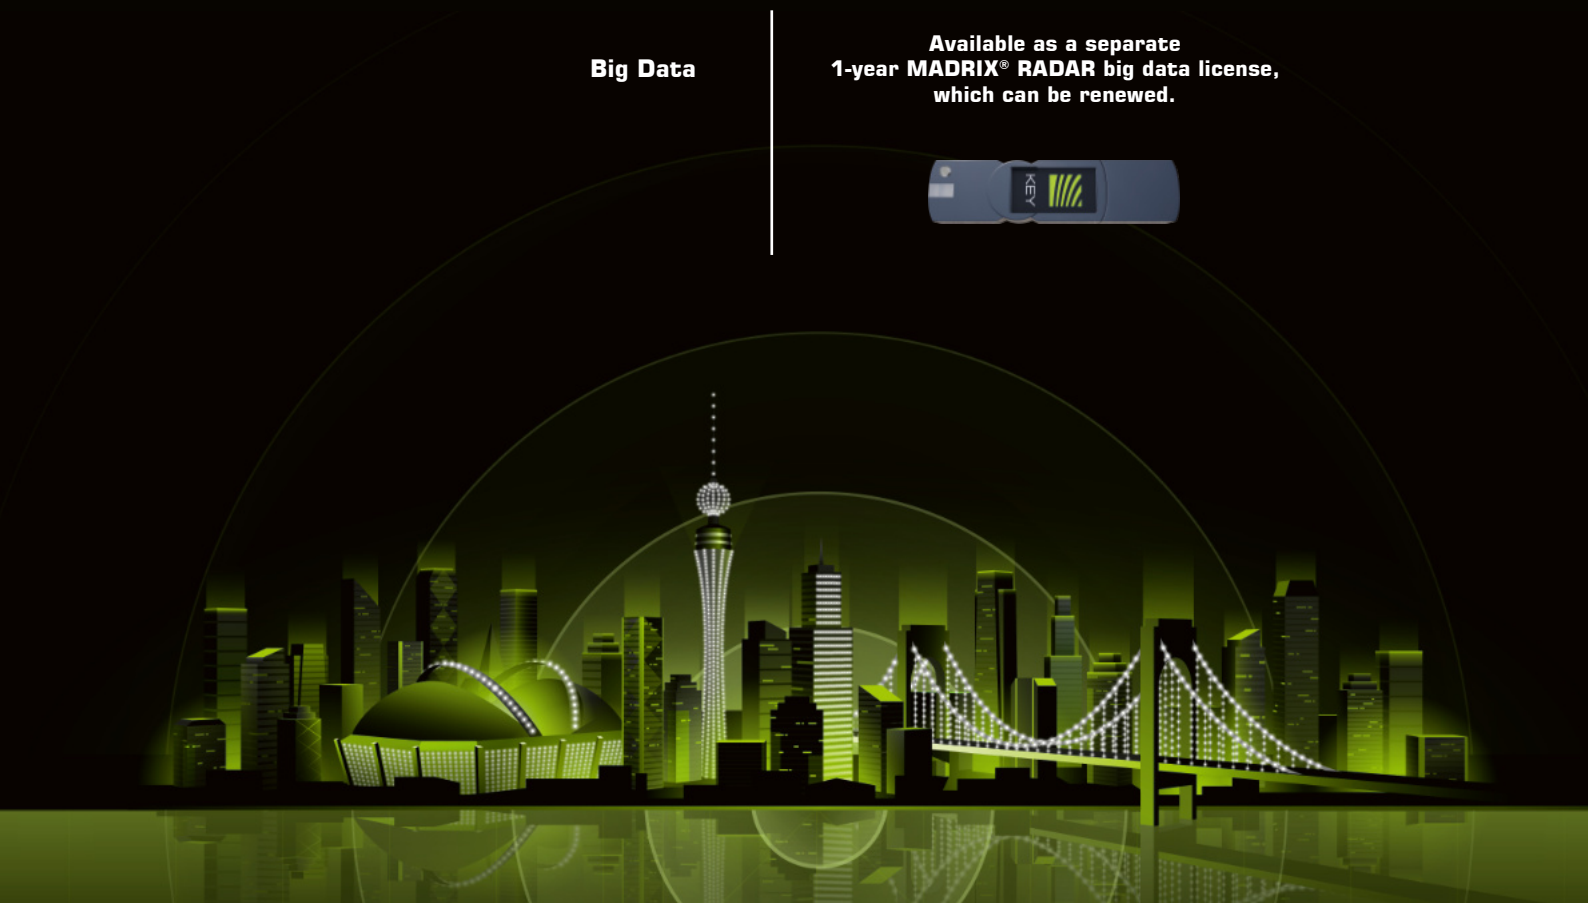 Big Data
Available as a separate
1-year MADRIX® RADAR big data license,
which can be renewed.
KEY